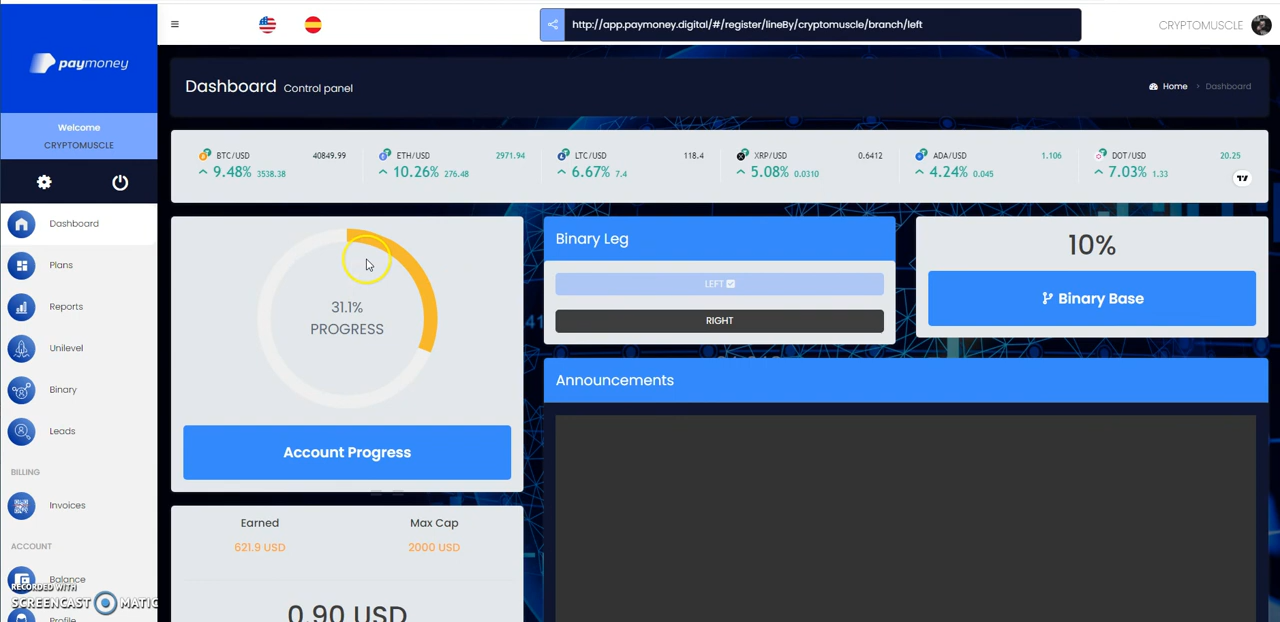 paymoney
http://app.paymoney.digital/#/register/lineBy/cryptomuscle/branch/left
CRYPTOMUSCLE
Welcome
CRYPTOMUSCLE
Dashboard Control panel
Home > Dashboard
BTC/USD 40849.99
9.48% 3538.38
ETH/USD 2971.94
10.26% 276.48
LTC/USD 118.4
6.67% 7.4
XRP/USD 0.6412
5.08% 0.0310
ADA/USD 1.106
4.24% 0.045
DOT/USD 20.25
7.03% 1.33
Dashboard
Plans
Reports
Unilevel
Binary
Leads
BILLING
Invoices
ACCOUNT
Balance
Profile
RECORDED WITH
SCREENCAST MATIC
31.1%
PROGRESS
Account Progress
Earned Max Cap
621.9 USD 2000 USD
0.90 USD
Binary Leg
LEFT
RIGHT
10%
Binary Base
Announcements